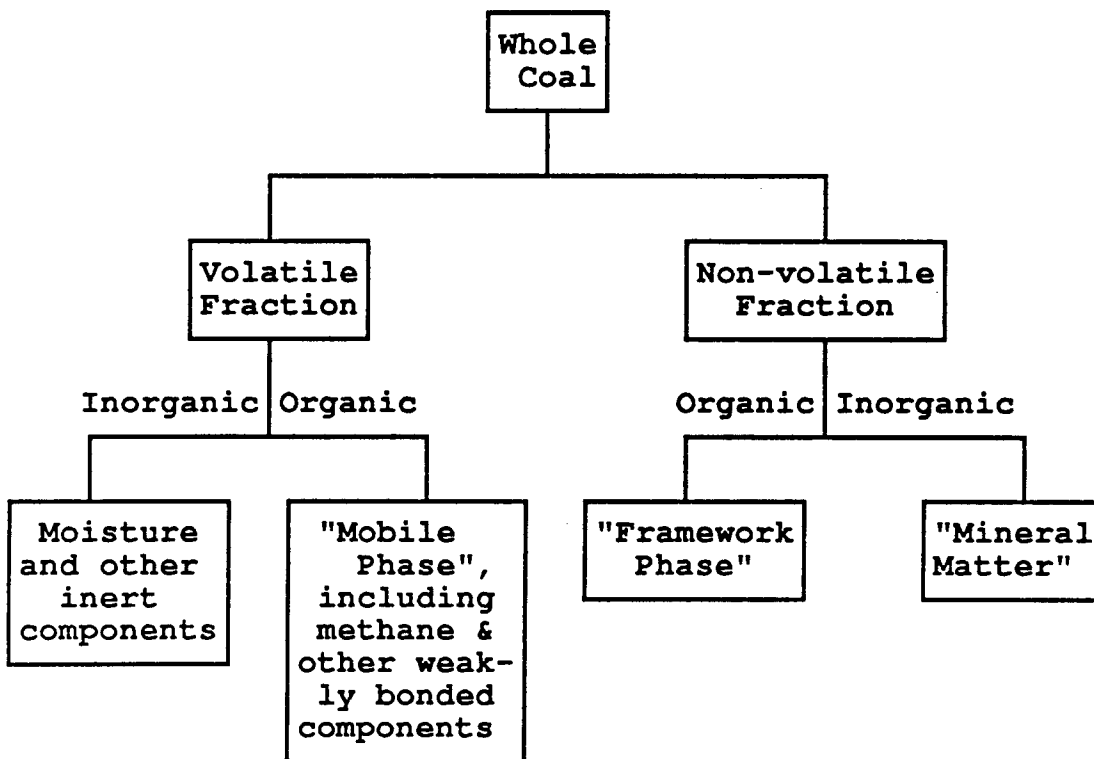 Whole
Coal
Volatile
Fraction
Non-volatile
Fraction
Inorganic Organic
Organic Inorganic
Moisture
and other
inert
components
"Mobile
Phase",
including
methane &
other weak-
ly bonded
components
"Framework
Phase"
"Mineral
Matter"